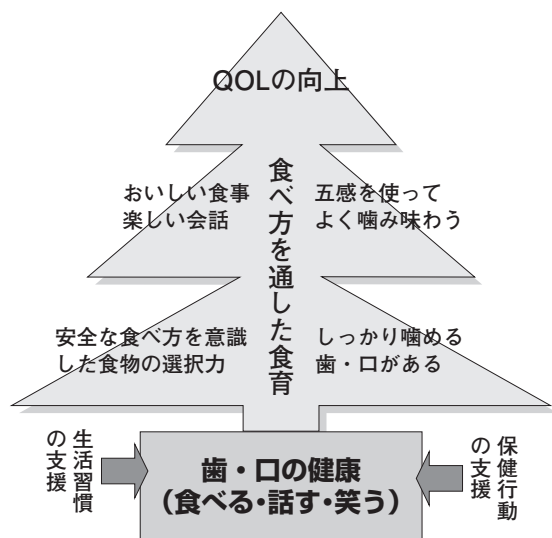 QOLの向上
食べ方を通した食育
おいしい食事
楽しい会話
五感を使って
よく噛み味わう
安全な食べ方を意識
した食物の選択力
しっかり噛める
歯・口がある
生活習慣
の支援
歯・口の健康
(食べる・話す・笑う)
保健行動
の支援